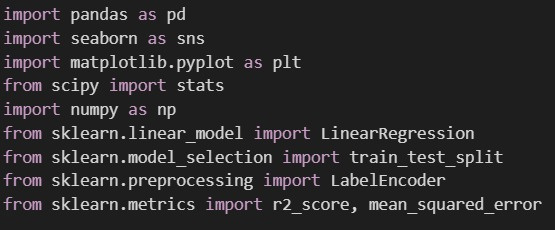 import pandas as pd
import seaborn as sns
import matplotlib.pyplot as plt
from scipy import stats
import numpy as np
from sklearn.linear_model import LinearRegression
from sklearn.model_selection import train_test_split
from sklearn.preprocessing import LabelEncoder
from sklearn.metrics import r2_score, mean_squared_error